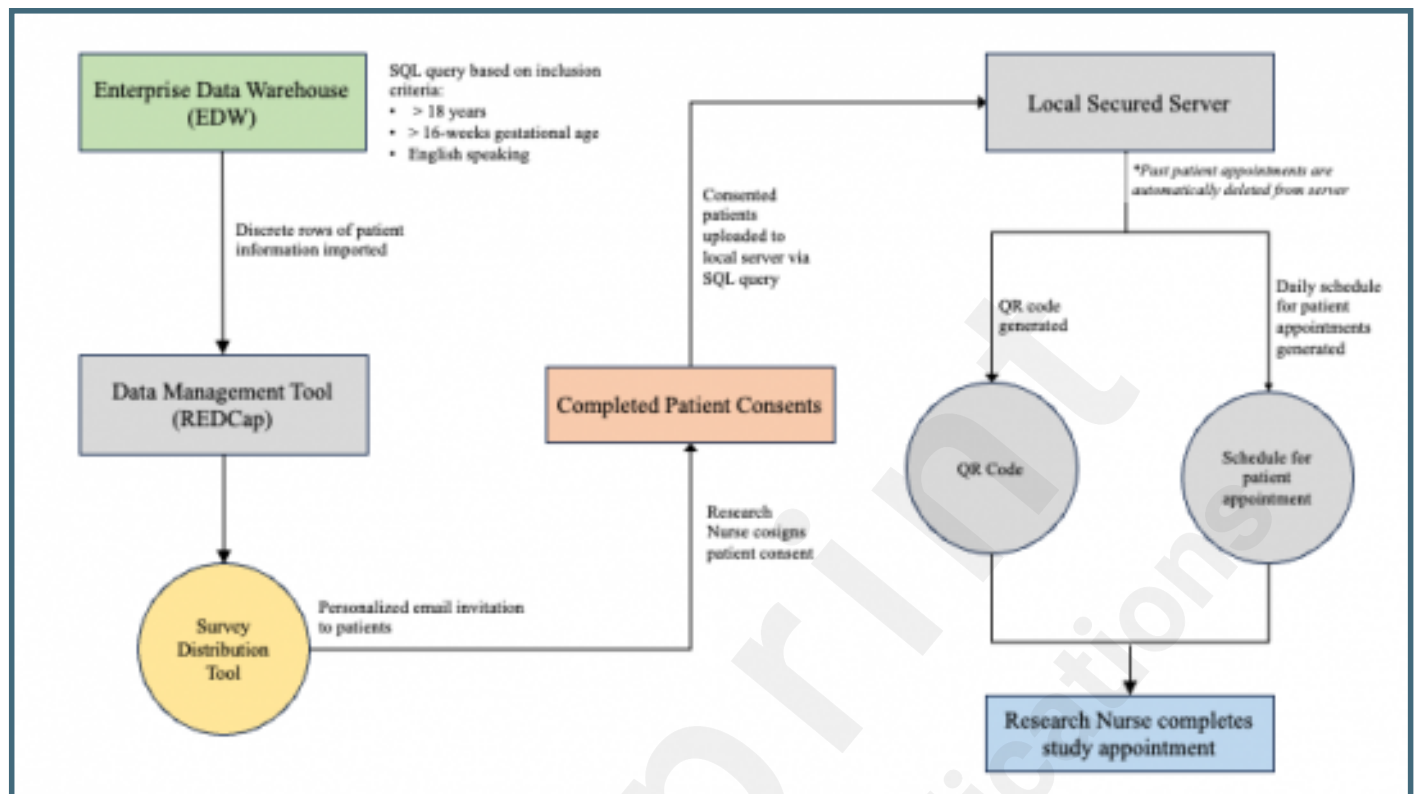 Enterprise Data Warehouse
(EDW)
SQL query based on inclusion
criteria:
• > 18 years
• > 16-weeks gestational age
• English speaking
Discrete rows of patient
information imported
Data Management Tool
(REDCap)
Survey
Distribution
Tool
Personalized email invitation
to patients
Research
Nurse cosigns
patient consent
Completed Patient Consents
Consented
patients
uploaded to
local server via
SQL query
Local Secured Server
*Past patient appointments are
automatically deleted from server
QR code
generated
Daily schedule
for patient
appointments
generated
QR Code
Schedule for
patient
appointment
Research Nurse completes
study appointment
print
ications